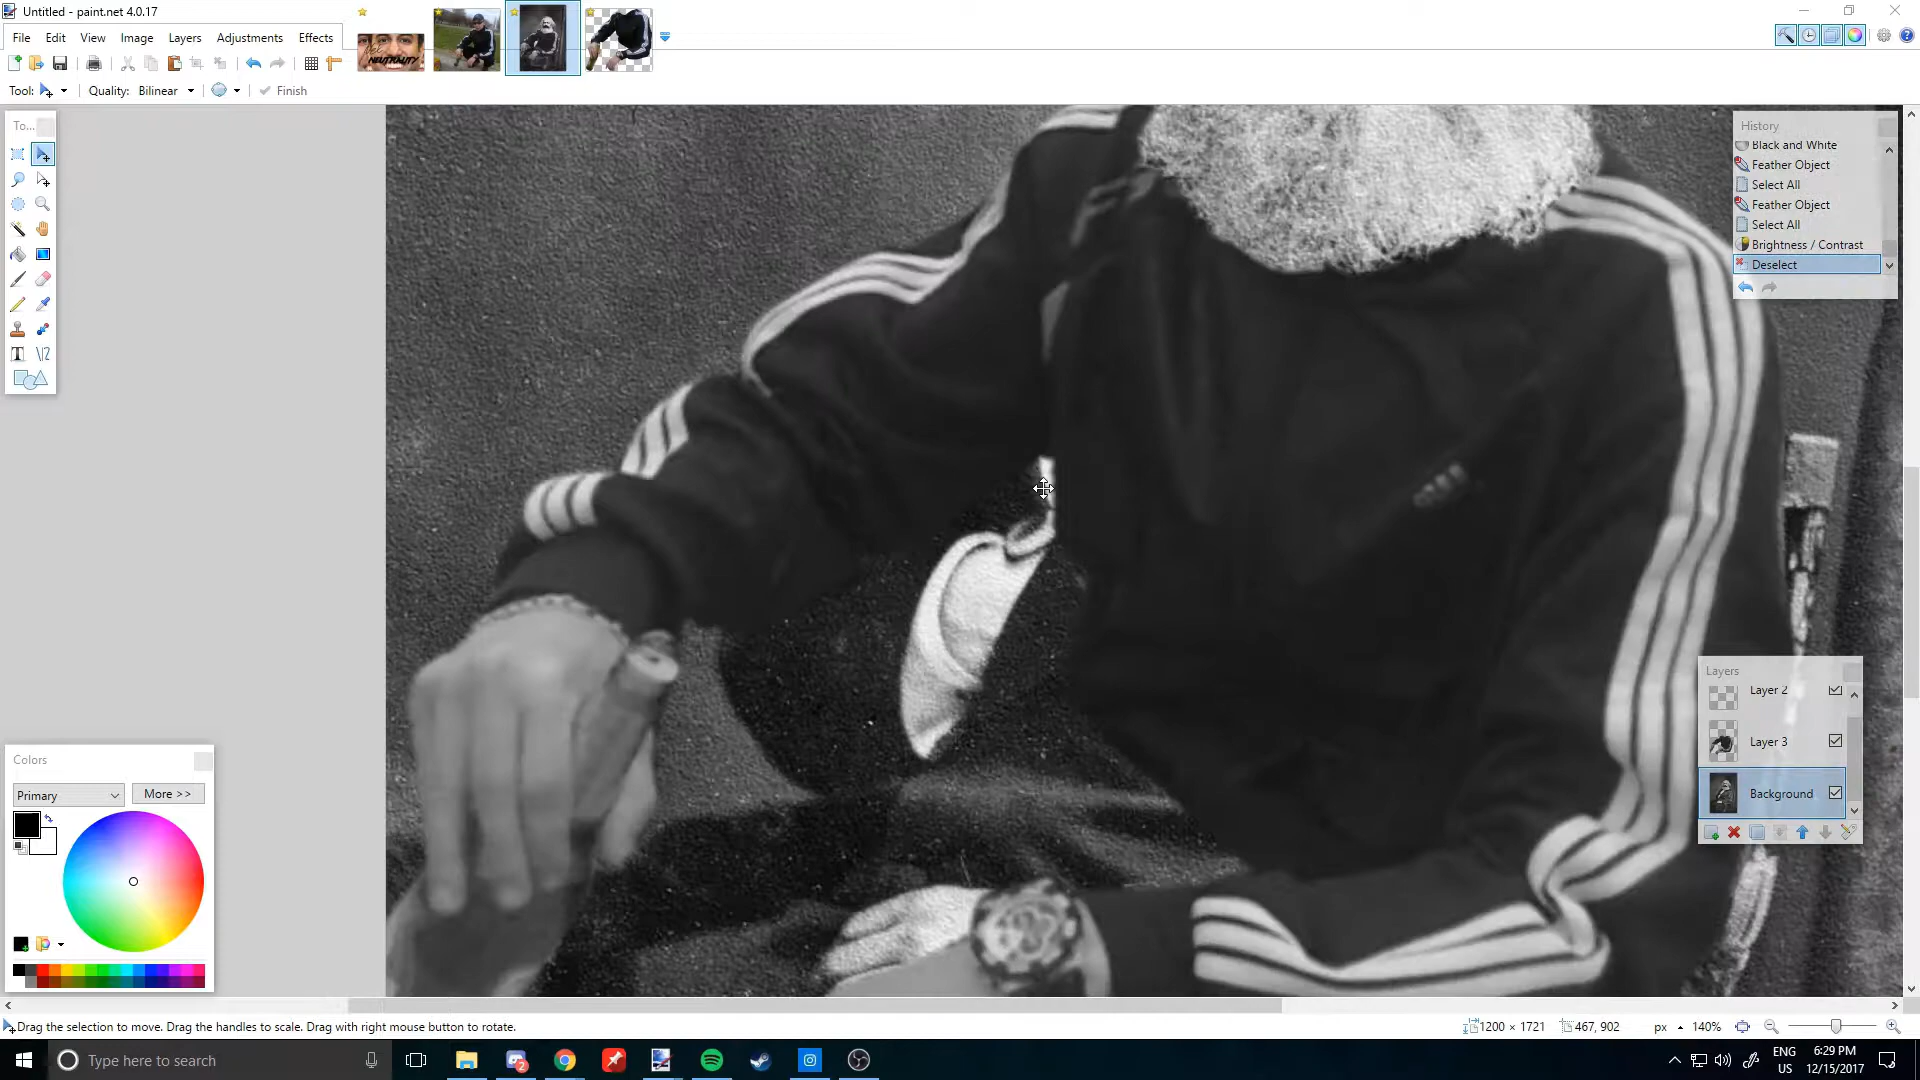 Untitled - paint.net 4.0.17
File Edit View Image Layers Adjustments Effects
NEUTRALITY
Tool: Quality: Bilinear Finish
To...
History
Black and White
Feather Object
Select All
Feather Object
Select All
Brightness / Contrast
Deselect
Layers
Layer 2
Layer 3
Background
Colors
Primary More >>
Drag the selection to move. Drag the handles to scale. Drag with right mouse button to rotate.
1200 × 1721 467, 902 px 140%
Type here to search
2
ENG
US
6:29 PM
12/15/2017